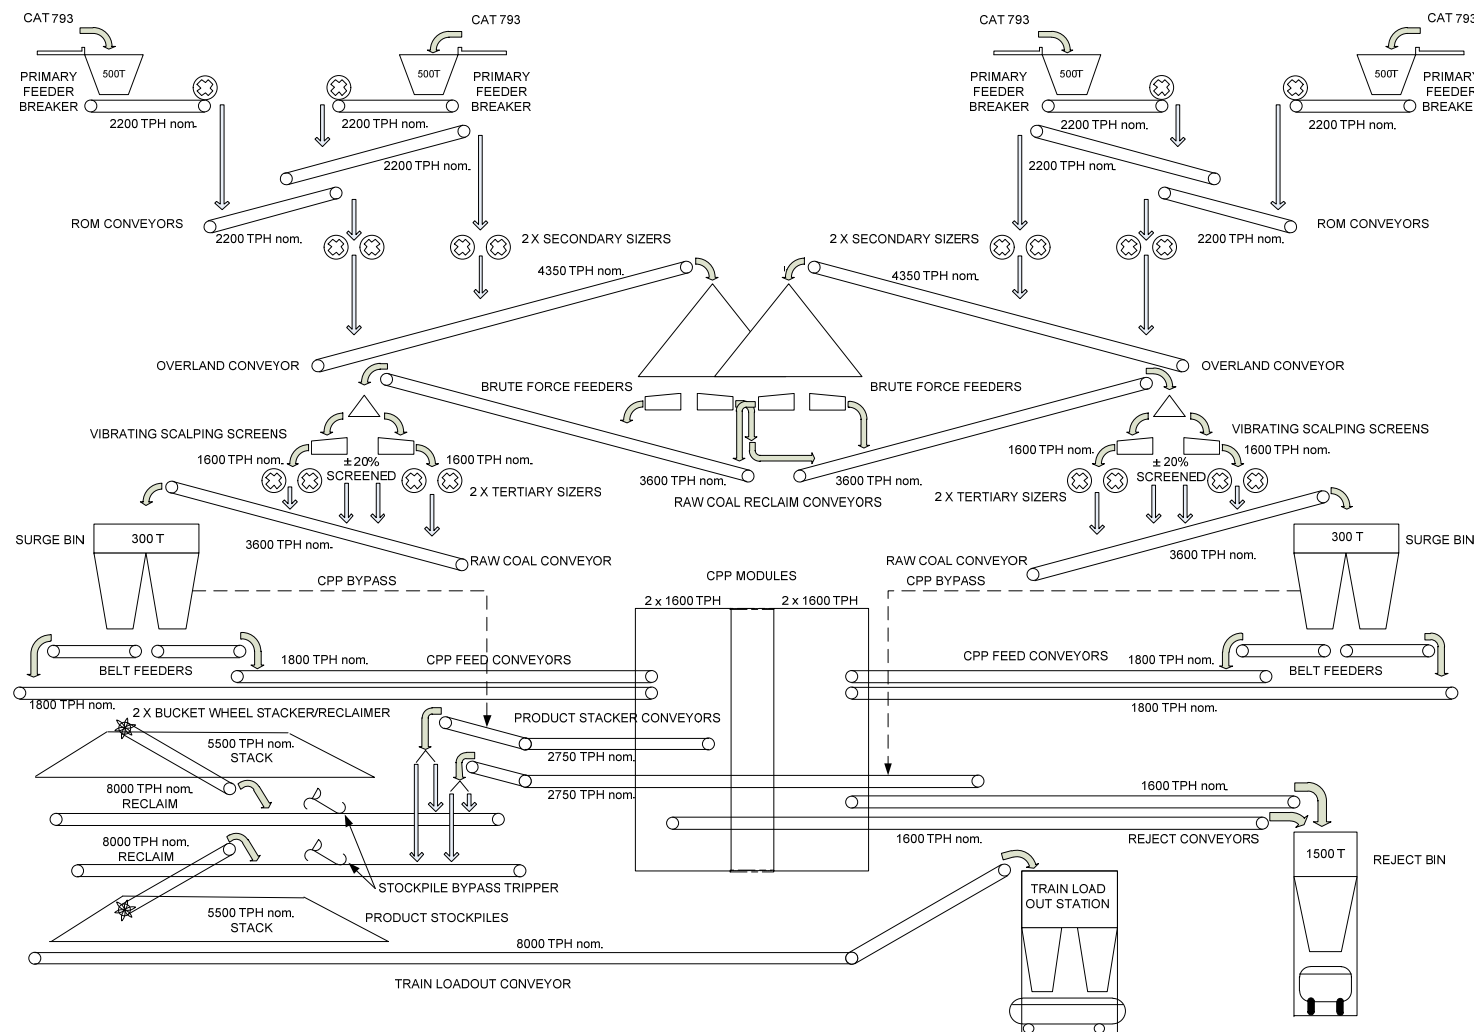 CAT 793
CAT 793
CAT 793
CAT 793
500T
500T
500T
500T
PRIMARY
FEEDER
BREAKER
PRIMARY
FEEDER
BREAKER
PRIMARY
FEEDER
BREAKER
PRIMARY
FEEDER
BREAKER
2200 TPH nom.
2200 TPH nom.
2200 TPH nom.
2200 TPH nom.
2200 TPH nom.
2200 TPH nom.
ROM CONVEYORS
ROM CONVEYORS
2200 TPH nom.
2200 TPH nom.
2 X SECONDARY SIZERS
2 X SECONDARY SIZERS
4350 TPH nom.
4350 TPH nom.
OVERLAND CONVEYOR
OVERLAND CONVEYOR
BRUTE FORCE FEEDERS
BRUTE FORCE FEEDERS
VIBRATING SCALPING SCREENS
VIBRATING SCALPING SCREENS
1600 TPH nom.
± 20%
SCREENED
1600 TPH nom.
1600 TPH nom.
± 20%
SCREENED
1600 TPH nom.
3600 TPH nom.
3600 TPH nom.
2 X TERTIARY SIZERS
RAW COAL RECLAIM CONVEYORS
2 X TERTIARY SIZERS
SURGE BIN
300 T
3600 TPH nom.
RAW COAL CONVEYOR
RAW COAL CONVEYOR
3600 TPH nom.
300 T
SURGE BIN
CPP BYPASS
CPP MODULES
CPP BYPASS
2 x 1600 TPH
2 x 1600 TPH
BELT FEEDERS
1800 TPH nom.
CPP FEED CONVEYORS
CPP FEED CONVEYORS
1800 TPH nom.
BELT FEEDERS
1800 TPH nom.
1800 TPH nom.
2 X BUCKET WHEEL STACKER/RECLAIMER
PRODUCT STACKER CONVEYORS
5500 TPH nom.
STACK
2750 TPH nom.
8000 TPH nom.
RECLAIM
2750 TPH nom.
1600 TPH nom.
8000 TPH nom.
RECLAIM
1600 TPH nom.
REJECT CONVEYORS
1500 T
REJECT BIN
STOCKPILE BYPASS TRIPPER
TRAIN LOAD
OUT STATION
5500 TPH nom.
STACK
PRODUCT STOCKPILES
8000 TPH nom.
TRAIN LOADOUT CONVEYOR